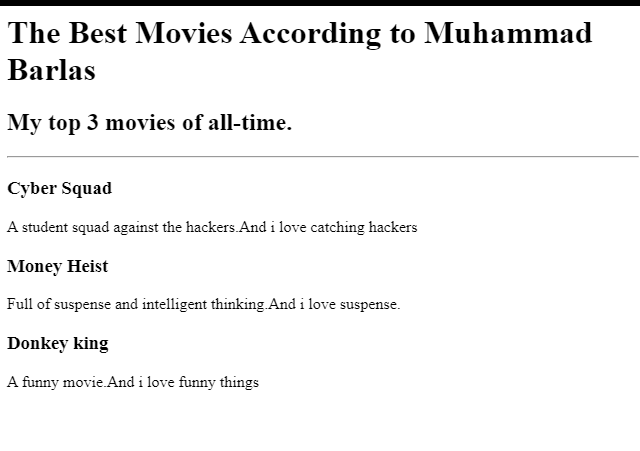 The Best Movies According to Muhammad
Barlas
My top 3 movies of all-time.
Cyber Squad
A student squad against the hackers.And i love catching hackers
Money Heist
Full of suspense and intelligent thinking.And i love suspense.
Donkey king
A funny movie.And i love funny things